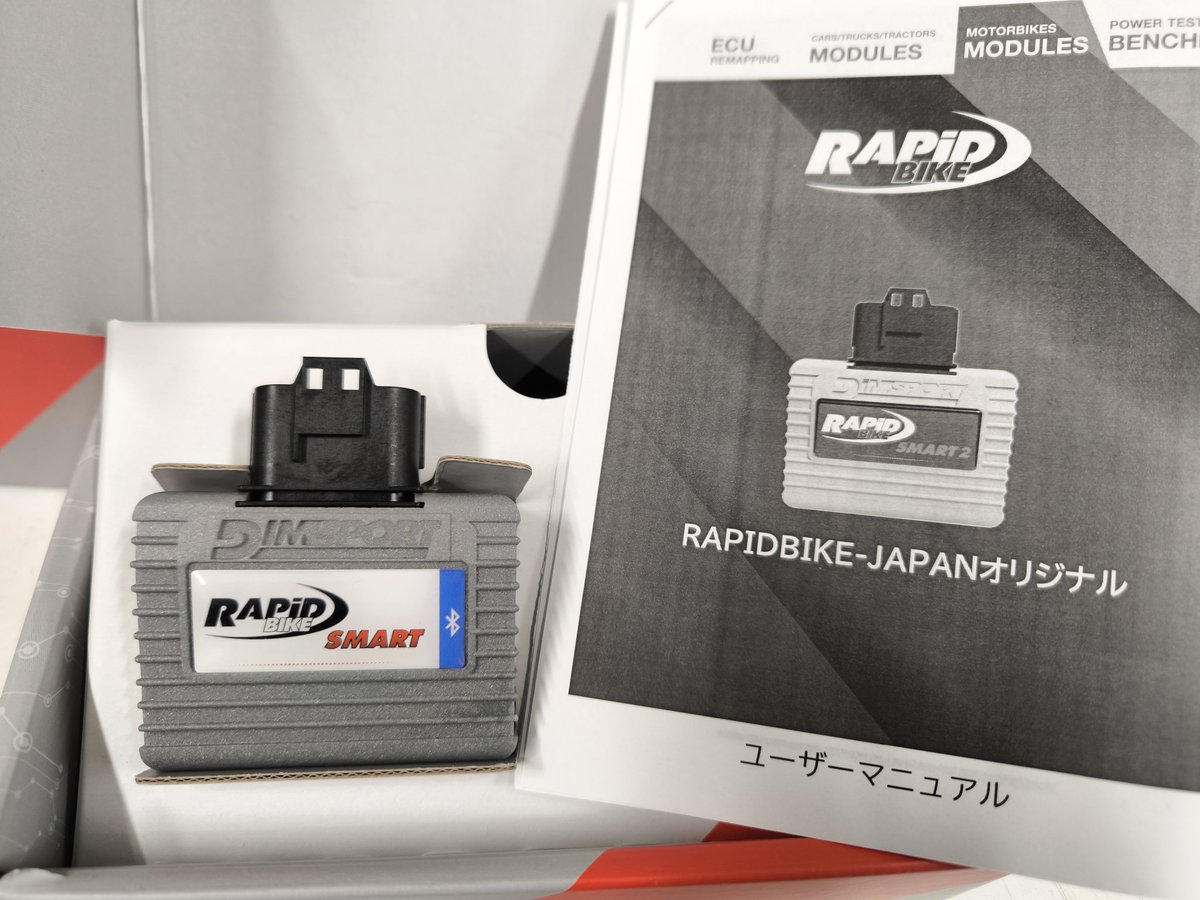 DIMSPORT
RAPiD
BIKE
SMART
ECU
REMAPPING
CARS/TRUCKS/TRACTORS
MODULES
MOTORBIKES
MODULES
POWER TEST
BENCH
RAPiD
BIKE
DIMSPORT
RAPiD
BIKE
SMART 2
RAPIDBIKE-JAPANオリジナル
ユーザーマニュアル